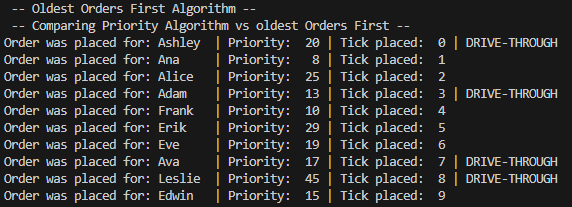 -- Oldest Orders First Algorithm --
-- Comparing Priority Algorithm vs oldest Orders First --
Order was placed for: Ashley  | Priority:  20 | Tick placed:  0 | DRIVE-THROUGH
Order was placed for: Ana     | Priority:   8 | Tick placed:  1
Order was placed for: Alice   | Priority:  25 | Tick placed:  2
Order was placed for: Adam    | Priority:  13 | Tick placed:  3 | DRIVE-THROUGH
Order was placed for: Frank   | Priority:  10 | Tick placed:  4
Order was placed for: Erik    | Priority:  29 | Tick placed:  5
Order was placed for: Eve     | Priority:  19 | Tick placed:  6
Order was placed for: Ava     | Priority:  17 | Tick placed:  7 | DRIVE-THROUGH
Order was placed for: Leslie  | Priority:  45 | Tick placed:  8 | DRIVE-THROUGH
Order was placed for: Edwin   | Priority:  15 | Tick placed:  9